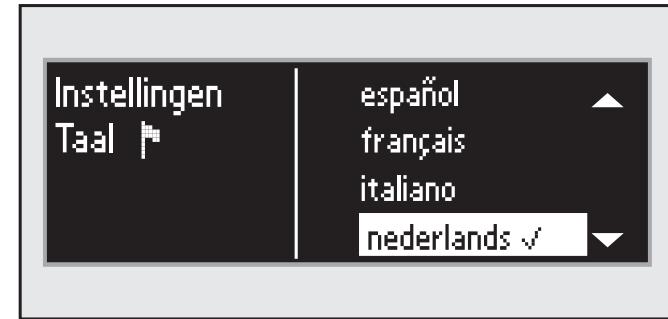 Instellingen
Taal
español
français
italiano
nederlands ✓